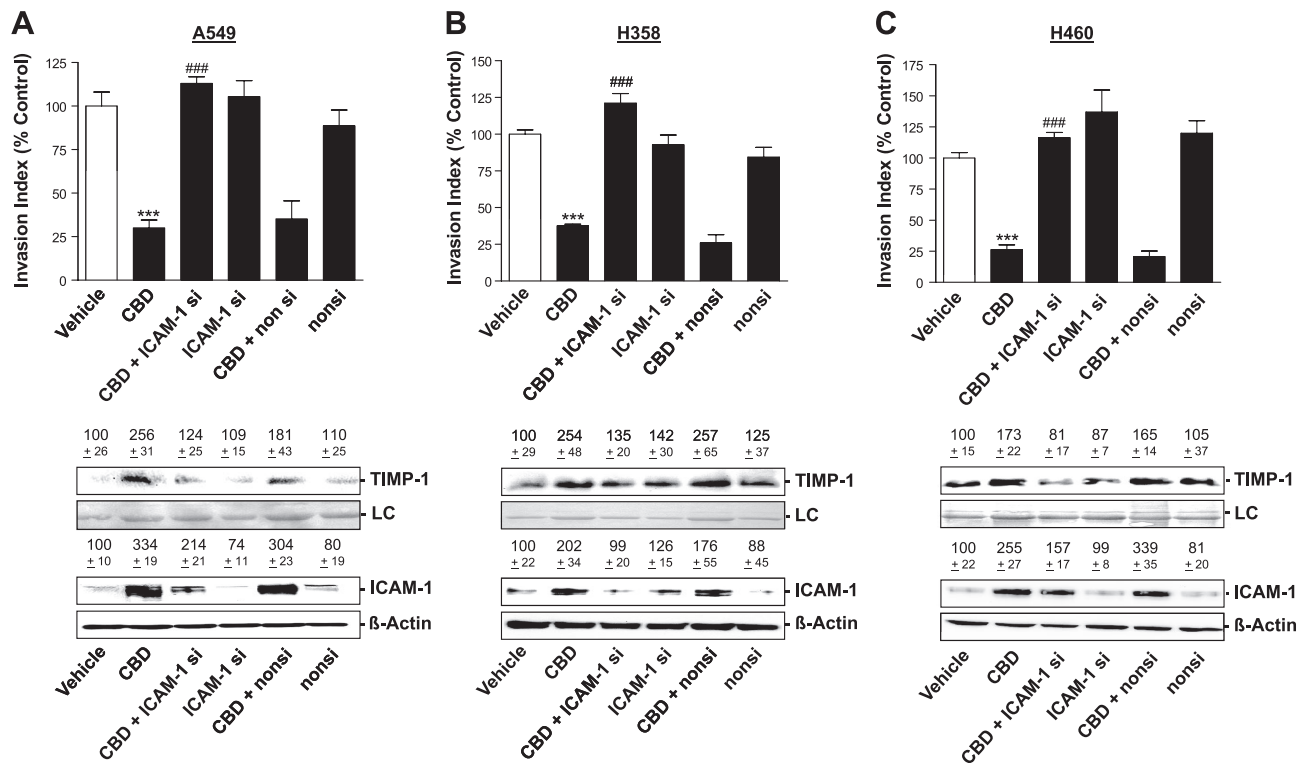 A
A549
Invasion Index (% Control)
125
100
75
50
25
0
***
###
Vehicle
CBD
CBD + ICAM-1 si
ICAM-1 si
CBD + non si
nonsi
100 256 124 109 181 110
± 26 ± 31 ± 25 ± 15 ± 43 ± 25
TIMP-1
LC
100 334 214 74 304 80
± 10 ± 19 ± 21 ± 11 ± 23 ± 19
ICAM-1
ß-Actin
Vehicle
CBD
CBD + ICAM-1 si
ICAM-1 si
CBD + nonsi
nonsi
B
H358
Invasion Index (% Control)
150
125
100
75
50
25
0
***
###
Vehicle
CBD
CBD + ICAM-1 si
ICAM-1 si
CBD + nonsi
nonsi
100 254 135 142 257 125
± 29 ± 48 ± 20 ± 30 ± 65 ± 37
TIMP-1
LC
100 202 99 126 176 88
± 22 ± 34 ± 20 ± 15 ± 55 ± 45
ICAM-1
ß-Actin
Vehicle
CBD
CBD + ICAM-1 si
ICAM-1 si
CBD + nonsi
nonsi
C
H460
Invasion Index (% Control)
175
150
125
100
75
50
25
0
***
###
Vehicle
CBD
CBD + ICAM-1 si
ICAM-1 si
CBD + nonsi
nonsi
100 173 81 87 165 105
± 15 ± 22 ± 17 ± 7 ± 14 ± 37
TIMP-1
LC
100 255 157 99 339 81
± 22 ± 27 ± 17 ± 8 ± 35 ± 20
ICAM-1
ß-Actin
Vehicle
CBD
CBD + ICAM-1 si
ICAM-1 si
CBD + nonsi
nonsi